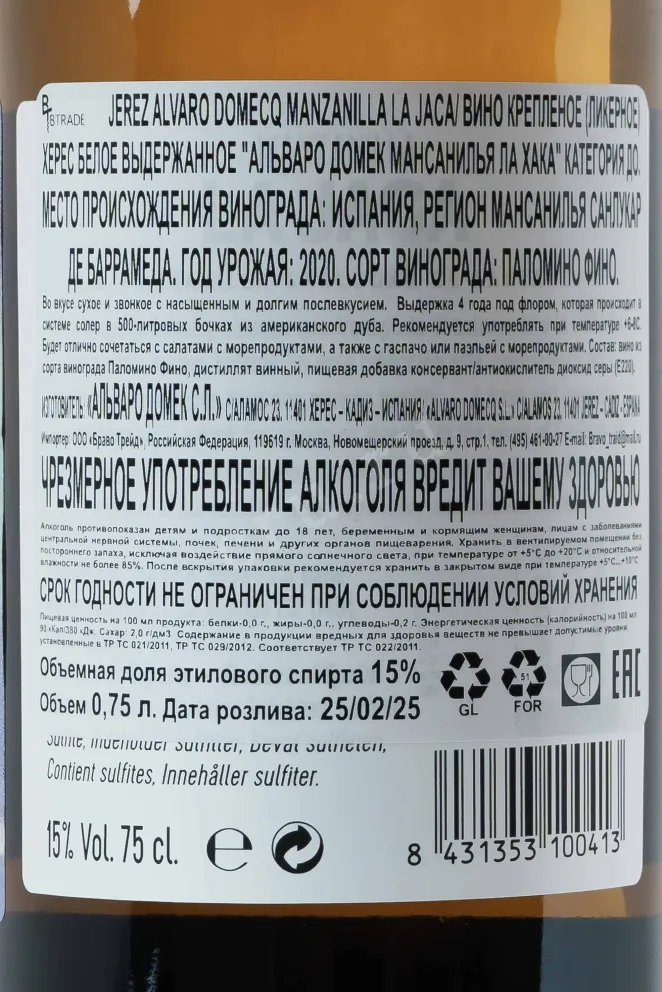 BTRADE JEREZ ALVARO DOMECQ MANZANILLA LA JACA/ ВИНО КРЕПЛЕНОЕ (ЛИКЕРНОЕ)
ХЕРЕС БЕЛОЕ ВЫДЕРЖАННОЕ "АЛЬВАРО ДОМЕК МАНСАНИЛЬЯ ЛА ХАКА" КАТЕГОРИЯ ДО.
МЕСТО ПРОИСХОЖДЕНИЯ ВИНОГРАДА: ИСПАНИЯ, РЕГИОН МАНСАНИЛЬЯ САНЛУКАР
ДЕ БАРРАМЕДА. ГОД УРОЖАЯ: 2020. СОРТ ВИНОГРАДА: ПАЛОМИНО ФИНО.
Во вкусе сухое и звонкое с насыщенным и долгим послевкусием. Выдержка 4 года под флором, которая происходит в
системе солер в 500-литровых бочках из американского дуба. Рекомендуется употреблять при температуре +6-8С.
Будет отлично сочетаться с салатами с морепродуктами, а также с гаспачо или паэльей с морепродуктами. Состав: вино из
сорта винограда Паломино Фино, дистиллят винный, пищевая добавка консервант/антиокислитель диоксид серы (Е220).
ИЗГОТОВИТЕЛЬ: «АЛЬВАРО ДОМЕК С.Л.» С/АЛАМОС 23, 11401 ХЕРЕС – КАДИЗ – ИСПАНИЯ/ «ALVARO DOMECQ S.L.» C/ALAMOS 23, 11401 JEREZ - CADIZ - ESPAÑA
Импортер: ООО «Браво Трейд», Российская Федерация, 119619 г. Москва, Новомещерский проезд, д. 9, стр.1, тел. (495) 461-00-27 E-mail: Bravo_traid@mail.ru
ЧРЕЗМЕРНОЕ УПОТРЕБЛЕНИЕ АЛКОГОЛЯ ВРЕДИТ ВАШЕМУ ЗДОРОВЬЮ
Алкоголь противопоказан детям и подросткам до 18 лет, беременным и кормящим женщинам, лицам с заболеваниями
центральной нервной системы, почек, печени и других органов пищеварения. Хранить в вентилируемом помещении без
постороннего запаха, исключая воздействие прямого солнечного света, при температуре от +5°С до +20°С и относительной
влажности не более 85%. После вскрытия упаковки рекомендуется хранить в закрытом виде при температуре +5°С...+10°С
СРОК ГОДНОСТИ НЕ ОГРАНИЧЕН ПРИ СОБЛЮДЕНИИ УСЛОВИЙ ХРАНЕНИЯ
Пищевая ценность на 100 мл продукта: белки-0,0 г., жиры-0,0 г., углеводы-0,2 г. Энергетическая ценность (калорийность) на 100 мл
90 «Кал/380 «Дж. Сахар: 2,0 г/дм3 Содержание в продукции вредных для здоровья веществ не превышает допустимые уровни,
установленные в ТР ТС 021/2011, ТР ТС 029/2012. Соответствует ТР ТС 022/2011.
Объемная доля этилового спирта 15%
Объем 0,75 л. Дата розлива: 25/02/25
GL 51 FOR EAC
Contient sulfites, Innehåller sulfiter.
15% Vol. 75 cl. e
8 431353 100413